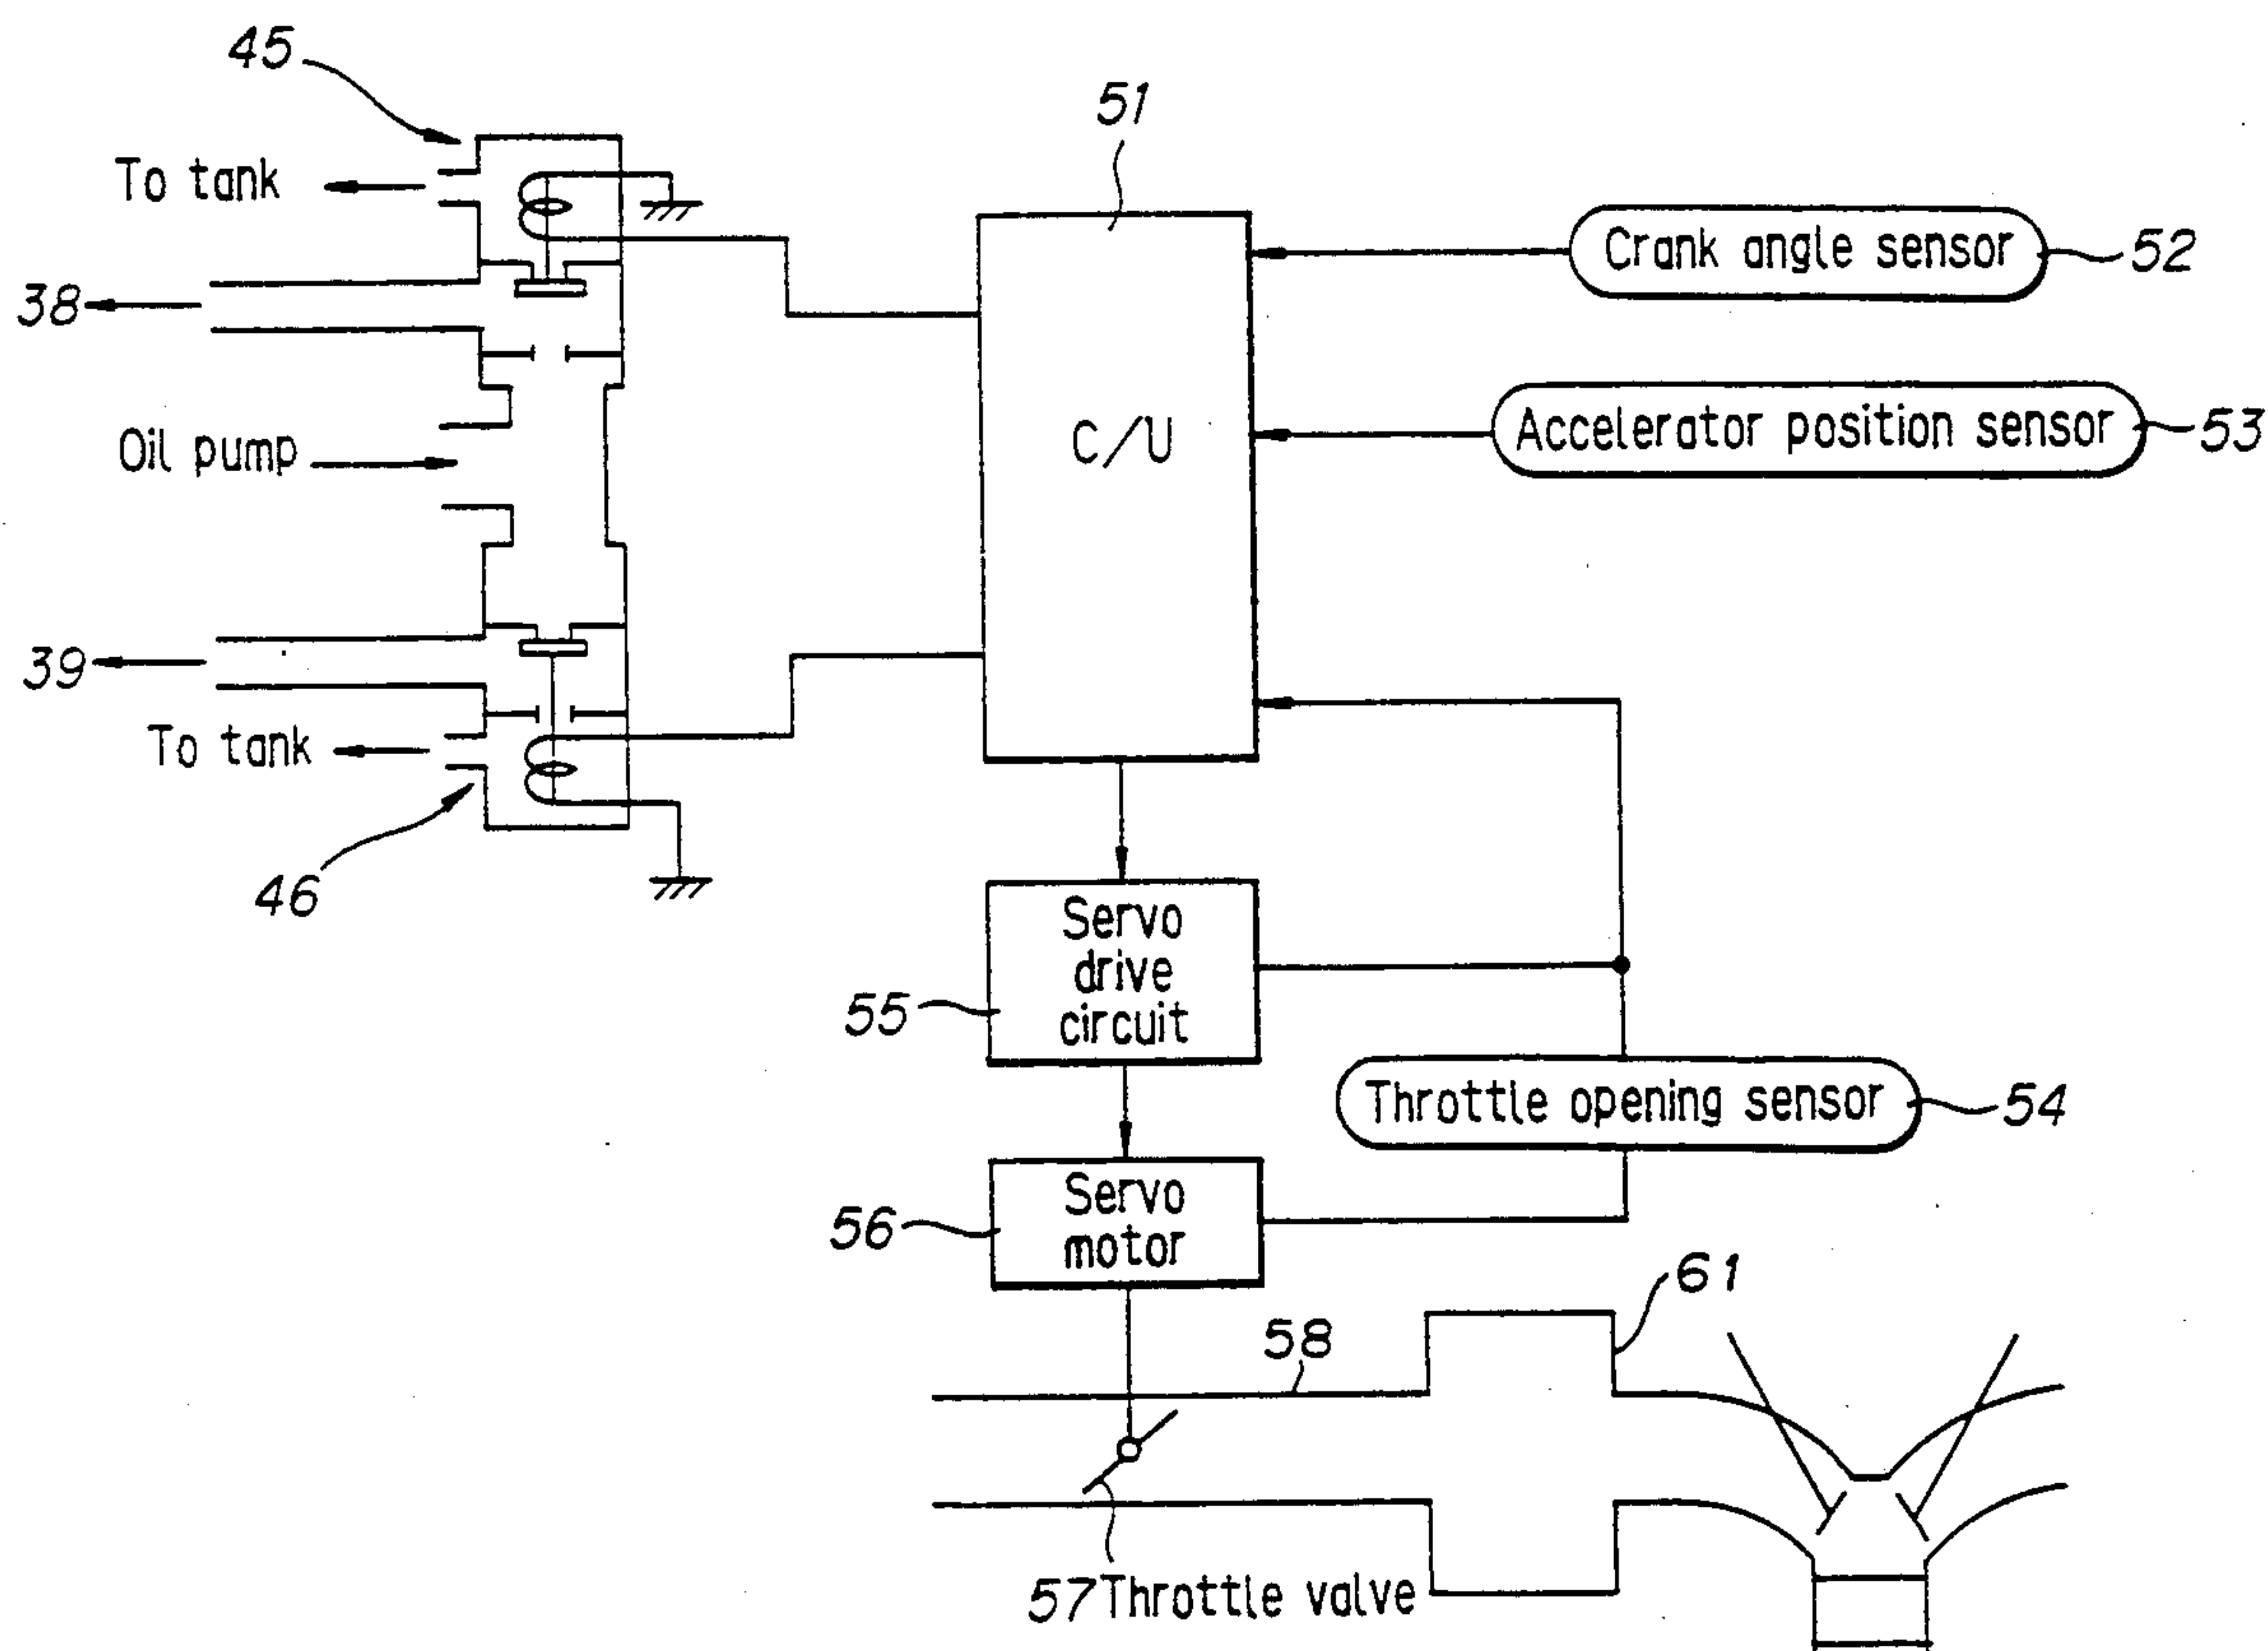 45
51
To tank
Crank angle sensor
52
38
C/U
Accelerator position sensor
53
Oil pump
39
To tank
46
Servo
drive
circuit
55
Throttle opening sensor
54
Servo
motor
56
61
58
57 Throttle valve